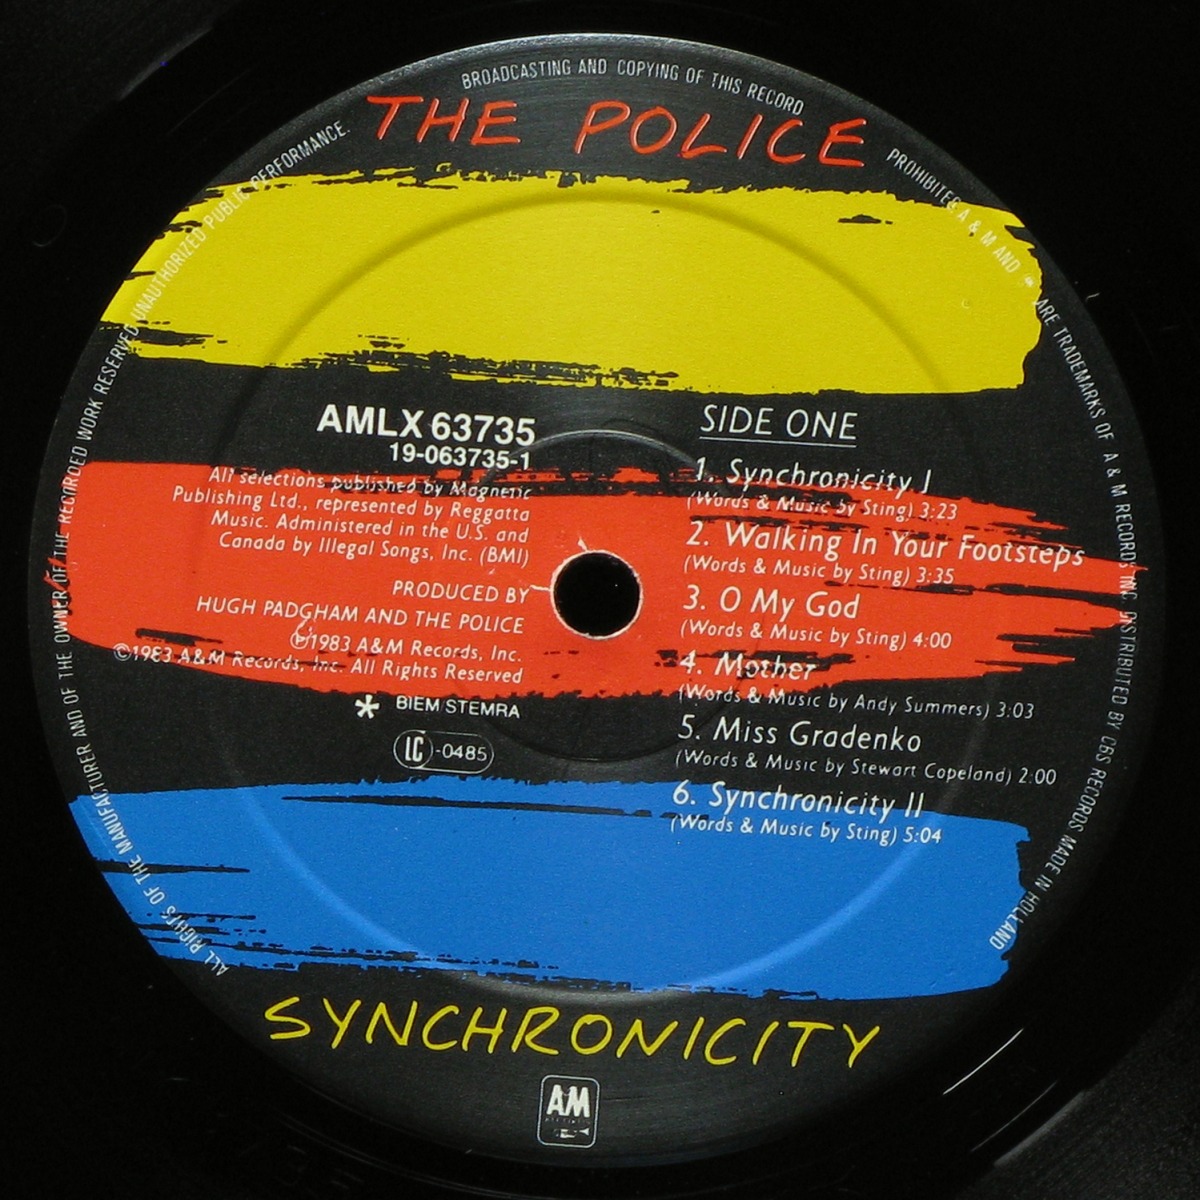 BROADCASTING AND COPYING OF THIS RECORD PROHIBITED A & M AND ARE TRADEMARKS OF A & M RECORDS INC DISTRIBUTED BY CBS RECORDS MADE IN HOLLAND
THE POLICE
AMLX 63735
19-063735-1
All selections published by Magnetic
Publishing Ltd., represented by Reggatta
Music. Administered in the U.S. and
Canada by Illegal Songs, Inc. (BMI)
PRODUCED BY
HUGH PADGHAM AND THE POLICE
℗1983 A&M Records, Inc.
©1983 A&M Records, Inc. All Rights Reserved
* BIEM/STEMRA
LC-0485
SIDE ONE
1. Synchronicity I
(Words & Music by Sting) 3:23
2. Walking In Your Footsteps
(Words & Music by Sting) 3:35
3. O My God
(Words & Music by Sting) 4:00
4. Mother
(Words & Music by Andy Summers) 3:03
5. Miss Gradenko
(Words & Music by Stewart Copeland) 2:00
6. Synchronicity II
(Words & Music by Sting) 5:04
ALL RIGHTS OF THE MANUFACTURER AND OF THE OWNER OF THE RECORDED WORK RESERVED UNAUTHORIZED PUBLIC PERFORMANCE.
SYNCHRONICITY
AM